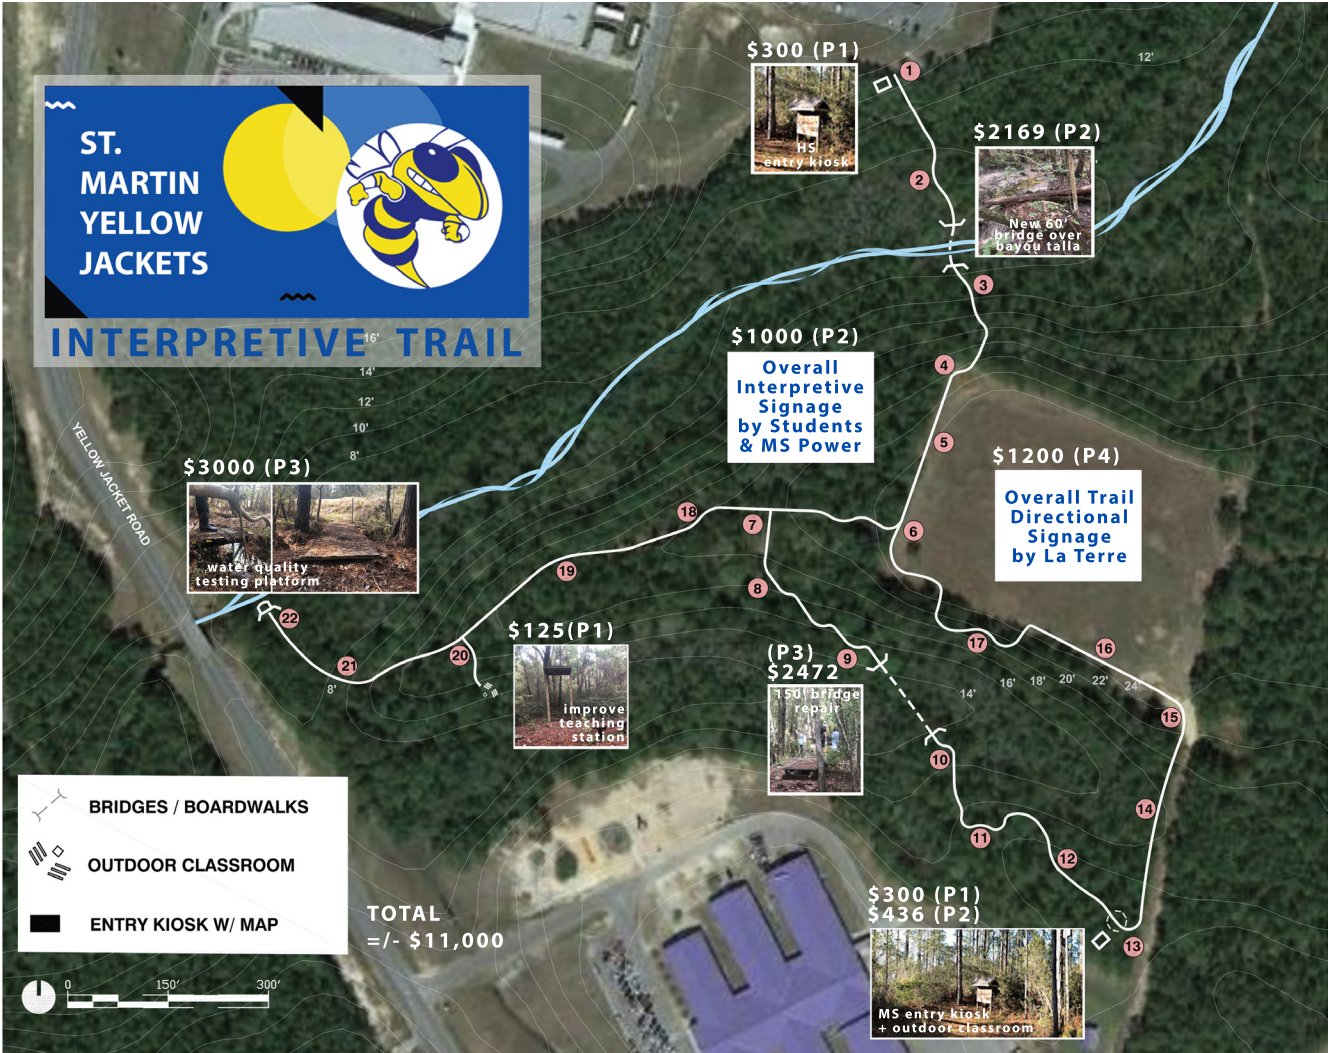 ST.
MARTIN
YELLOW
JACKETS
INTERPRETIVE TRAIL
$300 (P1)
HS
entry kiosk
1
2
12'
$2169 (P2)
New 60'
bridge over
bayou talla
3
4
5
6
$1000 (P2)
Overall
Interpretive
Signage
by Students
& MS Power
$1200 (P4)
Overall Trail
Directional
Signage
by La Terre
16'
14'
12'
10'
8'
YELLOW JACKET ROAD
$3000 (P3)
water quality
testing platform
18
7
19
8
22
21
8'
20
$125(P1)
improve
teaching
station
(P3)
$2472
150' bridge
repair
9
17
16
14'
16'
18'
20'
22'
24'
15
10
14
11
12
13
$300 (P1)
$436 (P2)
MS entry kiosk
+ outdoor classroom
BRIDGES / BOARDWALKS
OUTDOOR CLASSROOM
ENTRY KIOSK W/ MAP
TOTAL
=/- $11,000
0 150' 300'